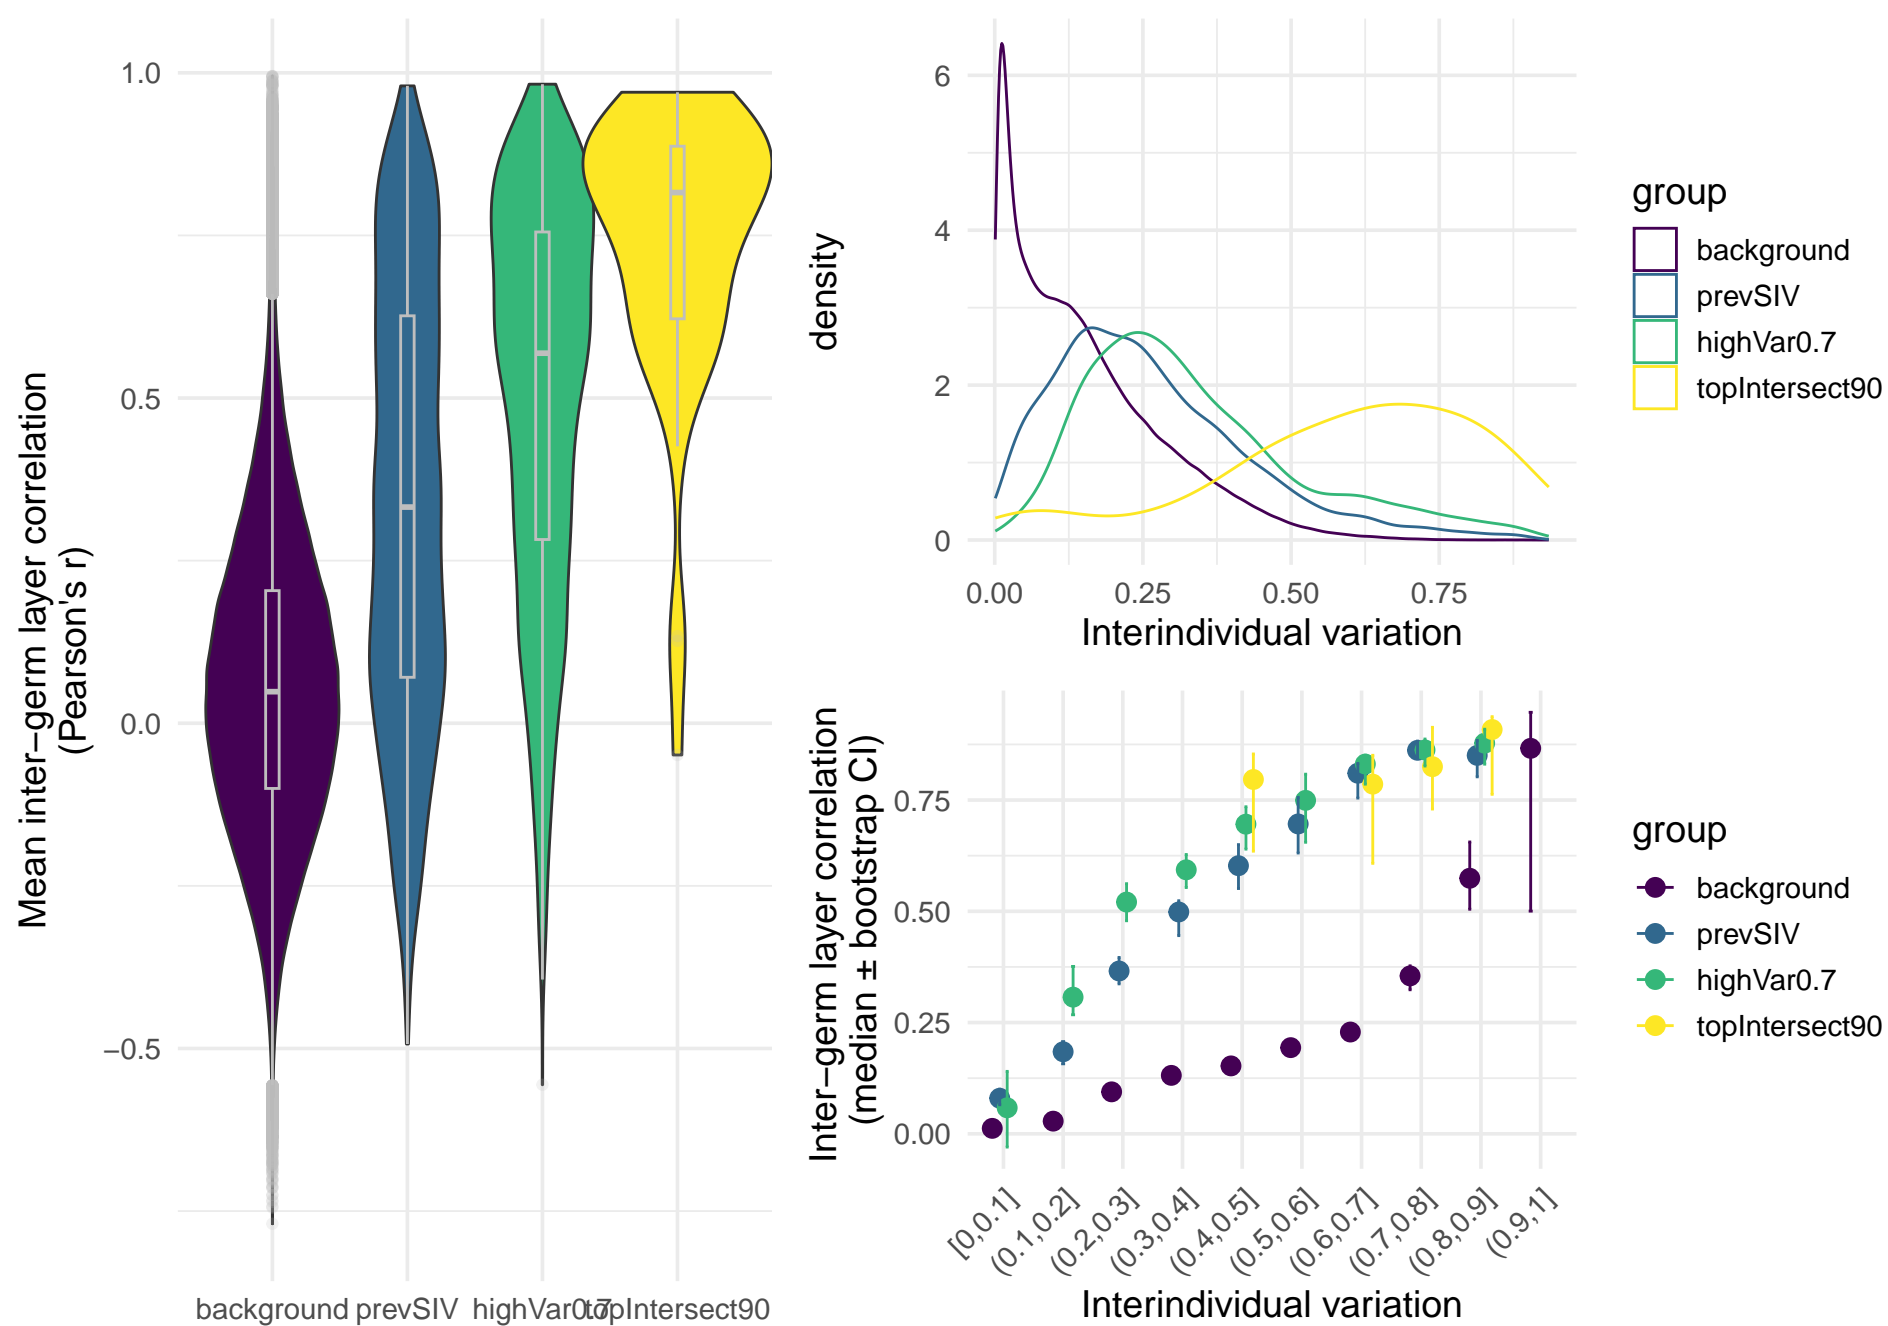 Mean inter−germ layer correlation
(Pearson's r)
1.0
0.5
0.0
−0.5
background
prevSIV
highVar0.7
topIntersect90
density
6
4
2
0
0.00
0.25
0.50
0.75
Interindividual variation
group
background
prevSIV
highVar0.7
topIntersect90
Inter−germ layer correlation
(median ± bootstrap CI)
0.75
0.50
0.25
0.00
[0,0.1]
(0.1,0.2]
(0.2,0.3]
(0.3,0.4]
(0.4,0.5]
(0.5,0.6]
(0.6,0.7]
(0.7,0.8]
(0.8,0.9]
(0.9,1]
Interindividual variation
group
background
prevSIV
highVar0.7
topIntersect90